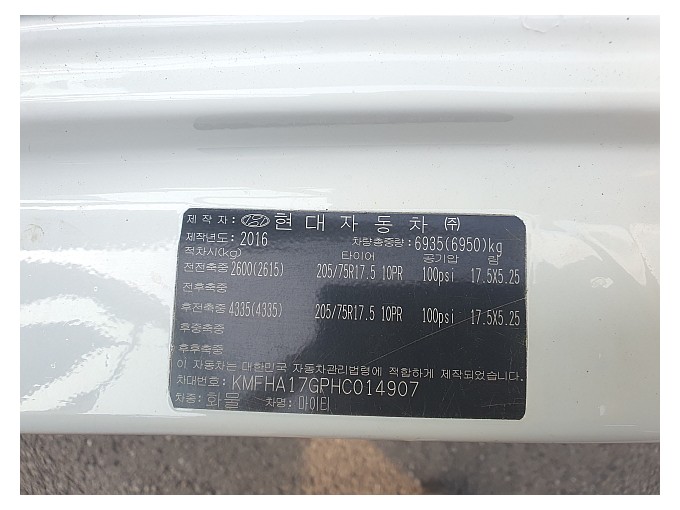 제작자: 현대자동차 ㈜
제작년도: 2016 차량총중량: 6935(6950)kg
적차시(kg) 타이어 공기압 림
전전축중 2600(2615) 205/75R17.5 10PR 100psi 17.5X5.25
전후축중
후전축중 4335(4335) 205/75R17.5 10PR 100psi 17.5X5.25
후중축중
후후축중
이 자동차는 대한민국 자동차관리법령에 적합하게 제작되었습니다.
차대번호: KMFHA17GPHC014907
차종: 화물 차명: 마이티